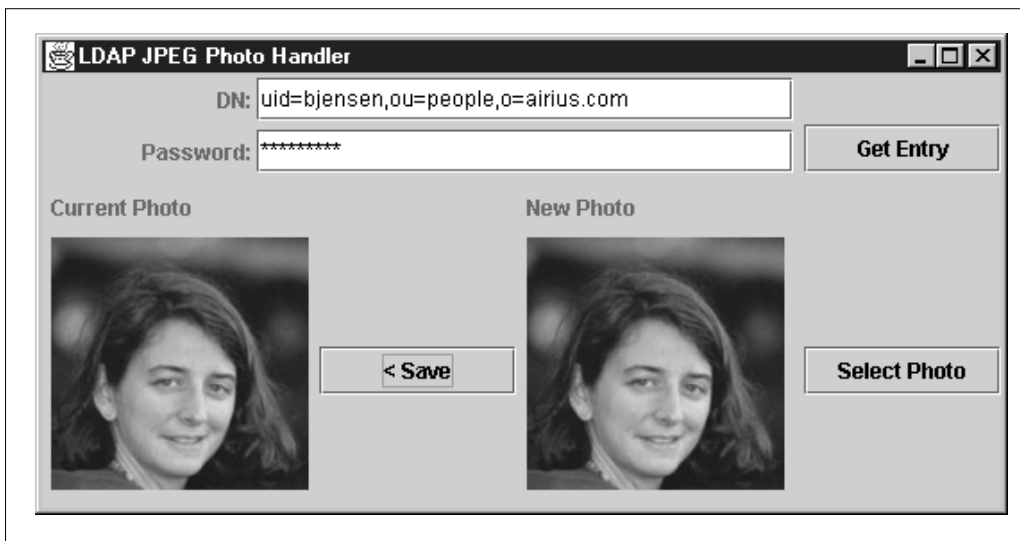 LDAP JPEG Photo Handler
DN: uid=bjensen,ou=people,o=airius.com
Password: *********
Get Entry
Current Photo
New Photo
< Save
Select Photo